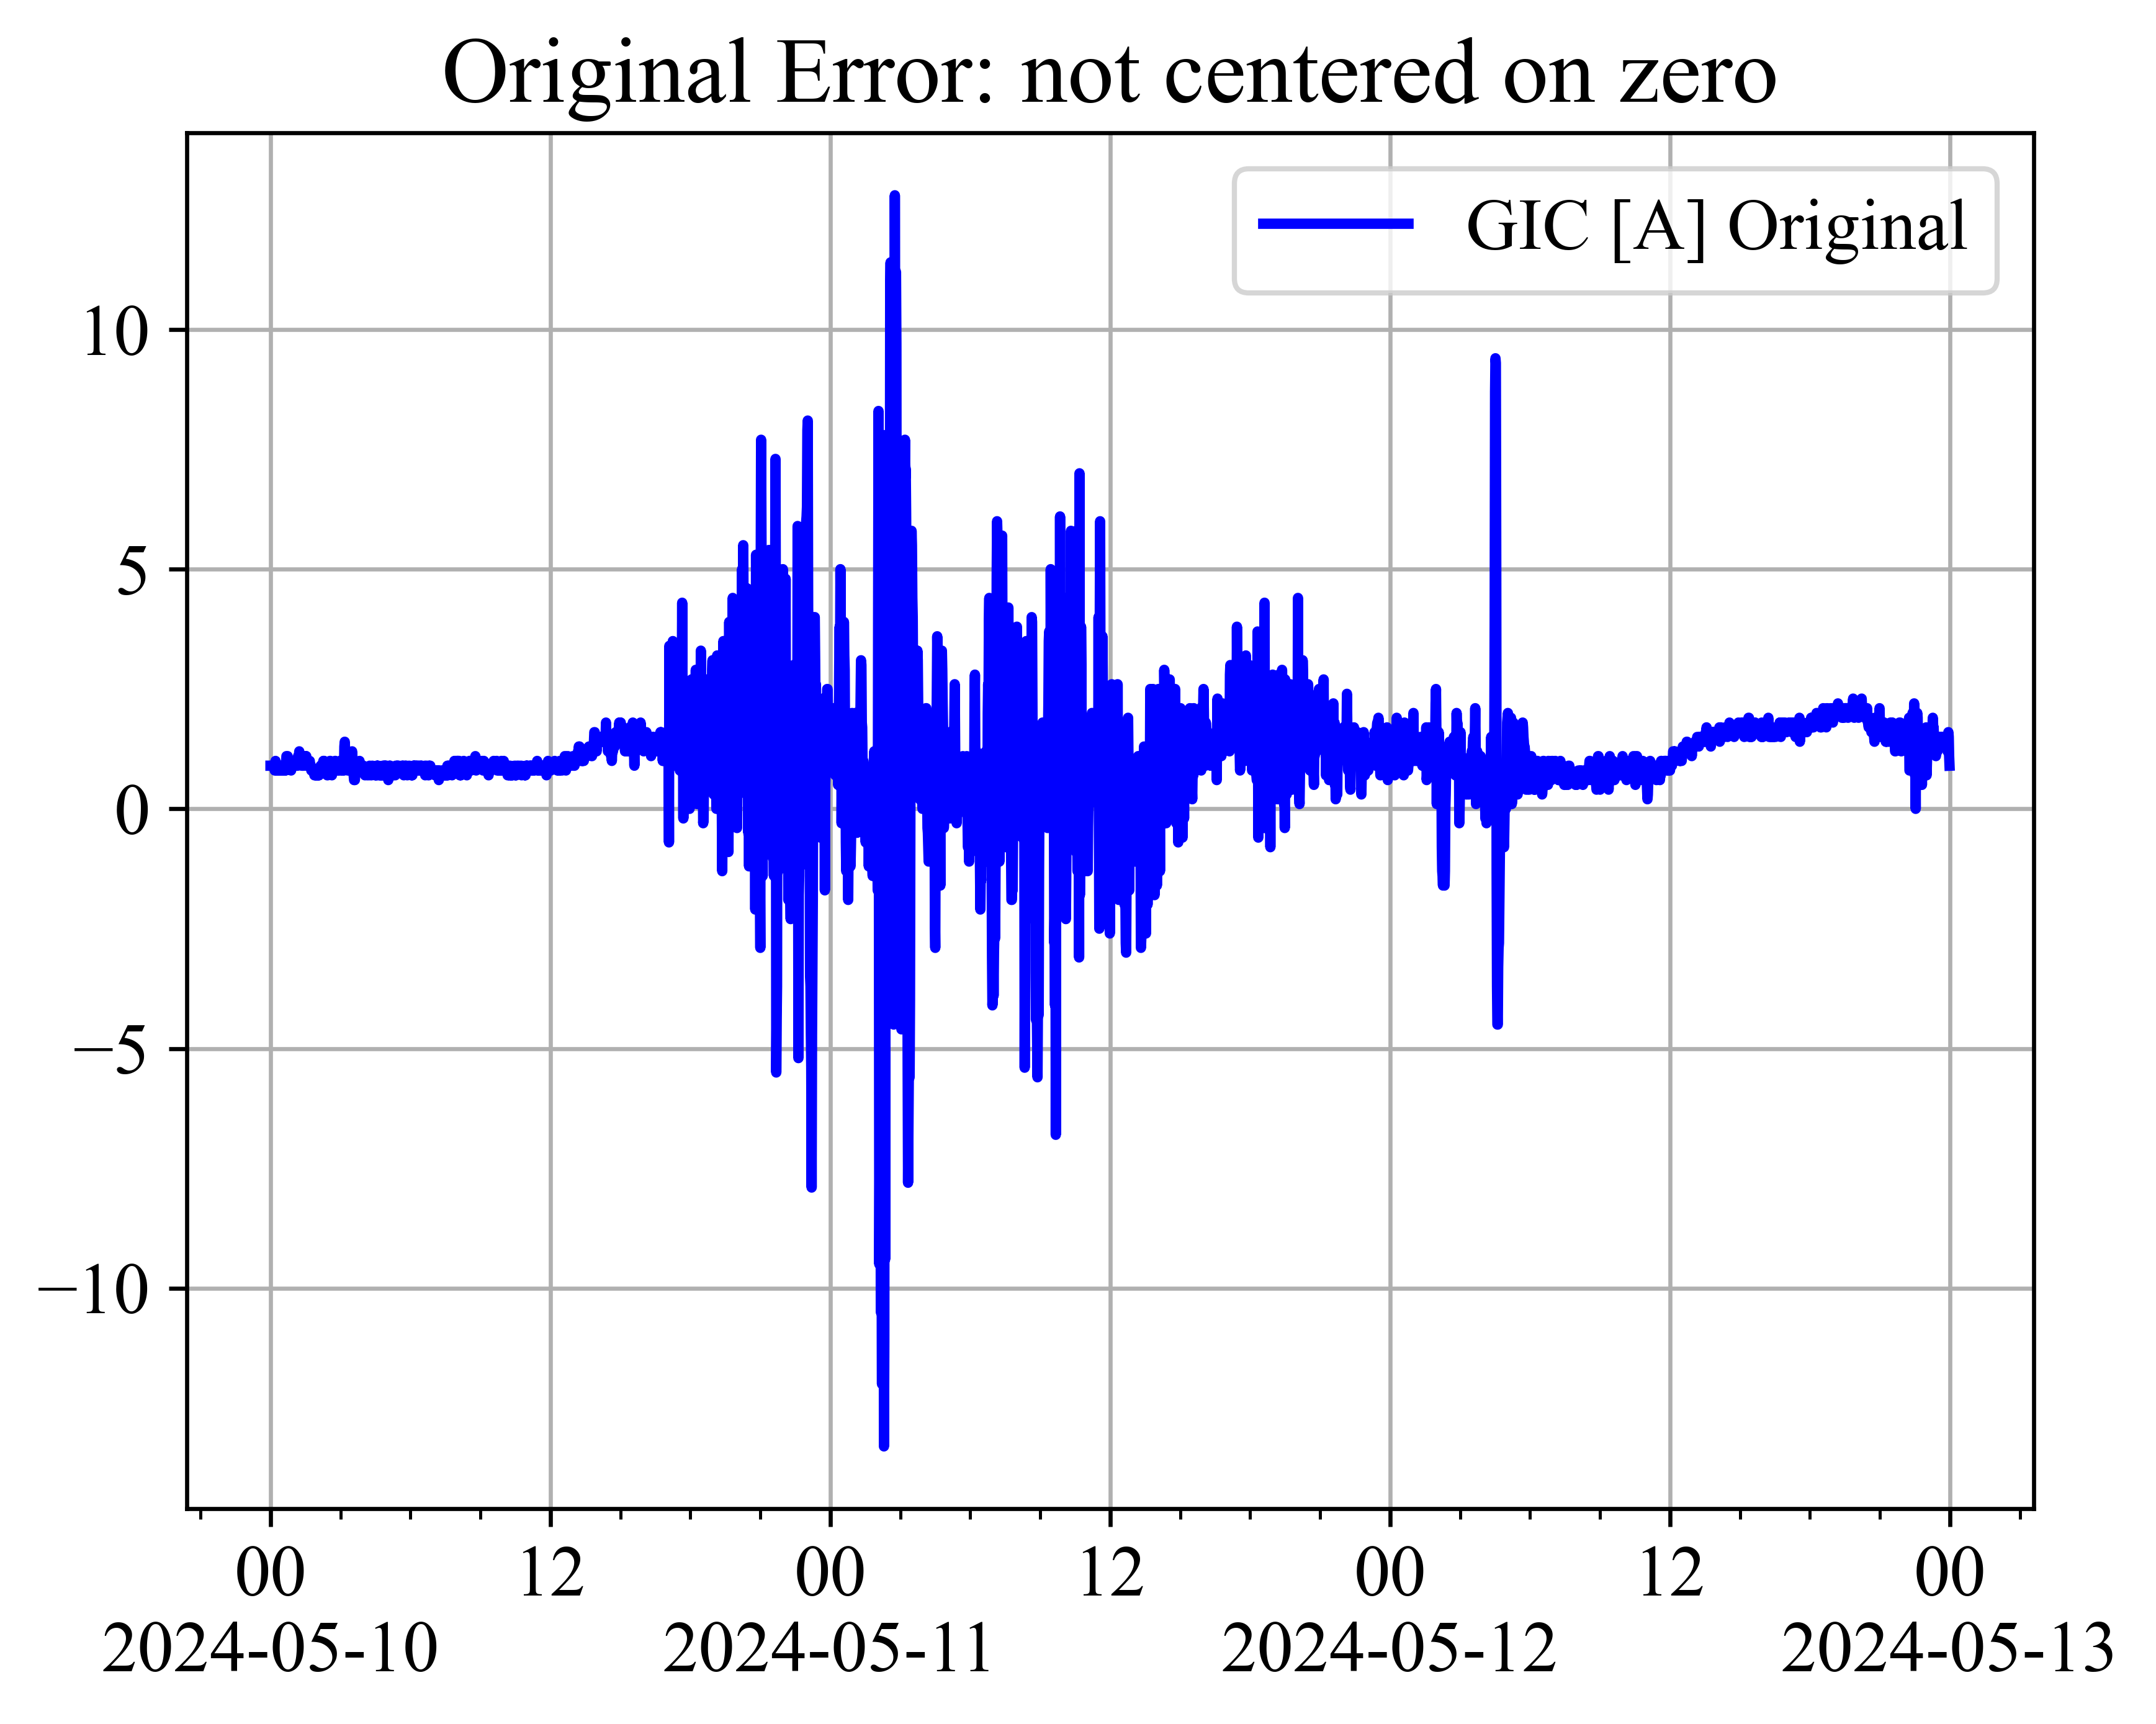 Original Error: not centered on zero
GIC [A] Original
10
5
0
−5
−10
00 12 00 12 00 12 00
2024-05-10 2024-05-11 2024-05-12 2024-05-13